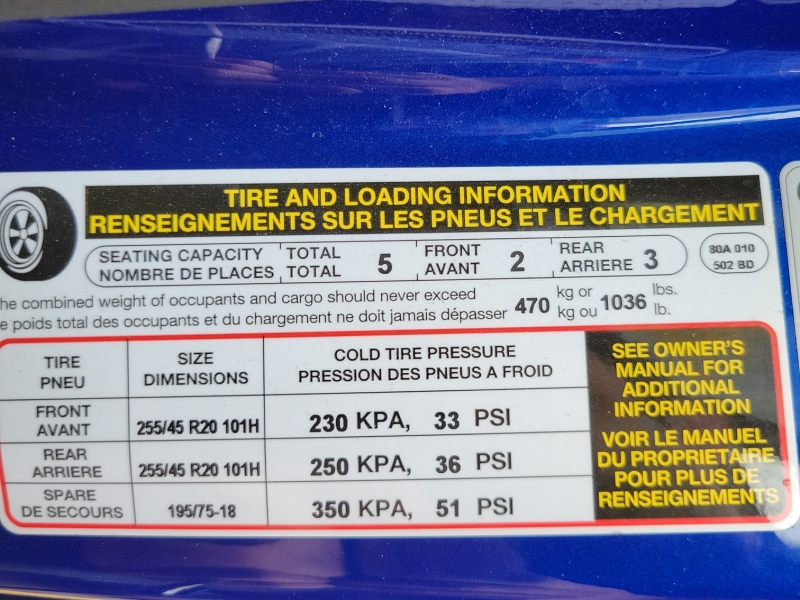 TIRE AND LOADING INFORMATION
RENSEIGNEMENTS SUR LES PNEUS ET LE CHARGEMENT
SEATING CAPACITY TOTAL 5 FRONT 2 REAR 3 80A 010
NOMBRE DE PLACES TOTAL AVANT ARRIERE 502 BD
he combined weight of occupants and cargo should never exceed 470 kg or 1036 lbs.
e poids total des occupants et du chargement ne doit jamais dépasser kg ou lb.
TIRE SIZE COLD TIRE PRESSURE
PNEU DIMENSIONS PRESSION DES PNEUS A FROID
FRONT
AVANT 255/45 R20 101H 230 KPA, 33 PSI
REAR
ARRIERE 255/45 R20 101H 250 KPA, 36 PSI
SPARE
DE SECOURS 195/75-18 350 KPA, 51 PSI
SEE OWNER'S
MANUAL FOR
ADDITIONAL
INFORMATION
VOIR LE MANUEL
DU PROPRIETAIRE
POUR PLUS DE
RENSEIGNEMENTS